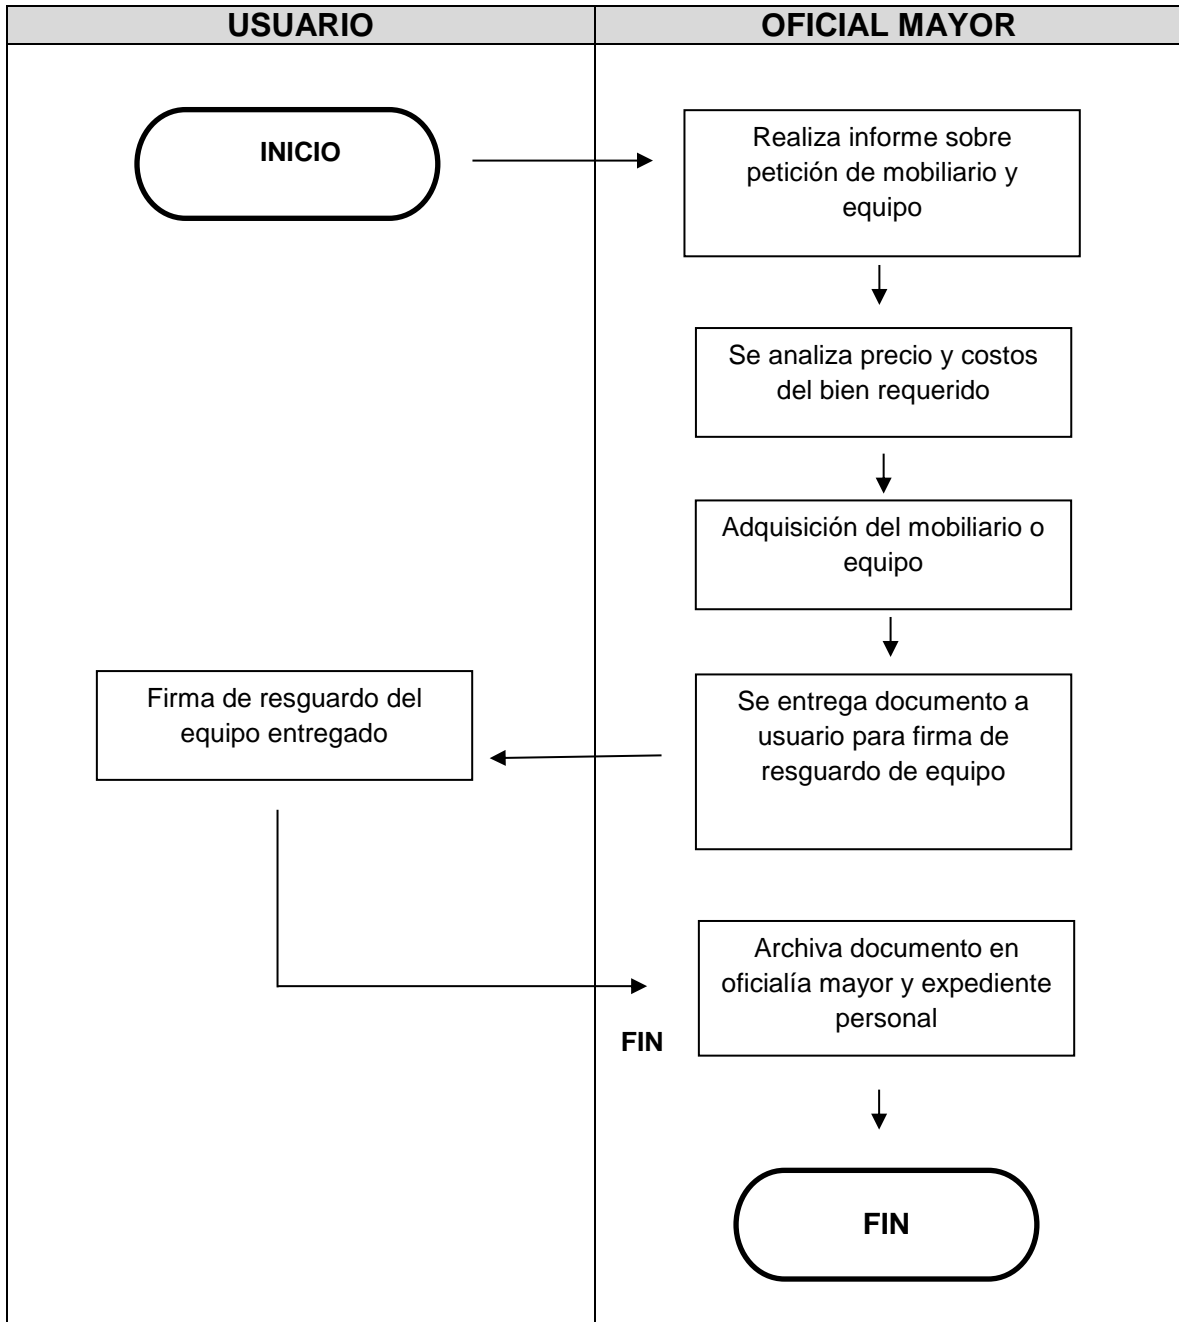 USUARIO
OFICIAL MAYOR
INICIO
Realiza informe sobre
petición de mobiliario y
equipo
Se analiza precio y costos
del bien requerido
Adquisición del mobiliario o
equipo
Se entrega documento a
usuario para firma de
resguardo de equipo
Firma de resguardo del
equipo entregado
Archiva documento en
oficialía mayor y expediente
personal
FIN
FIN